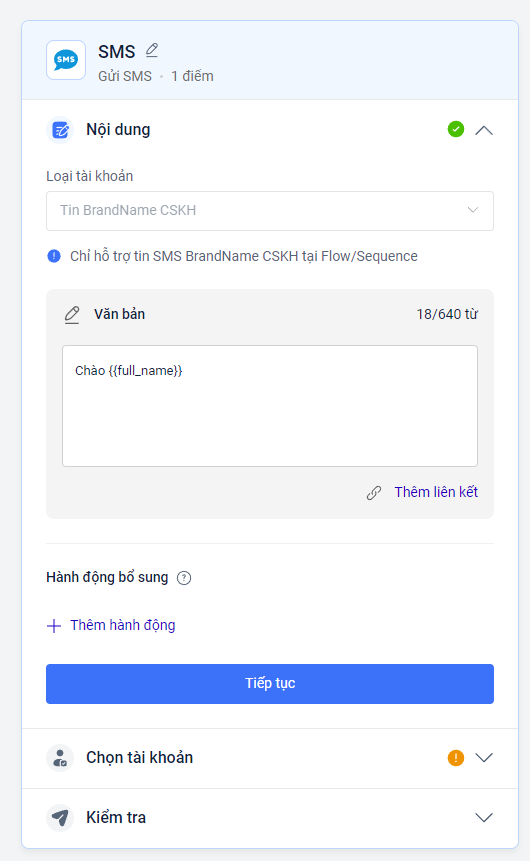 SMS
SMS
Gửi SMS • 1 điểm
Nội dung
Loại tài khoản
Tin BrandName CSKH
Chỉ hỗ trợ tin SMS BrandName CSKH tại Flow/Sequence
Văn bản 18/640 từ
Chào {{full_name}}
Thêm liên kết
Hành động bổ sung
Thêm hành động
Tiếp tục
Chọn tài khoản
Kiểm tra